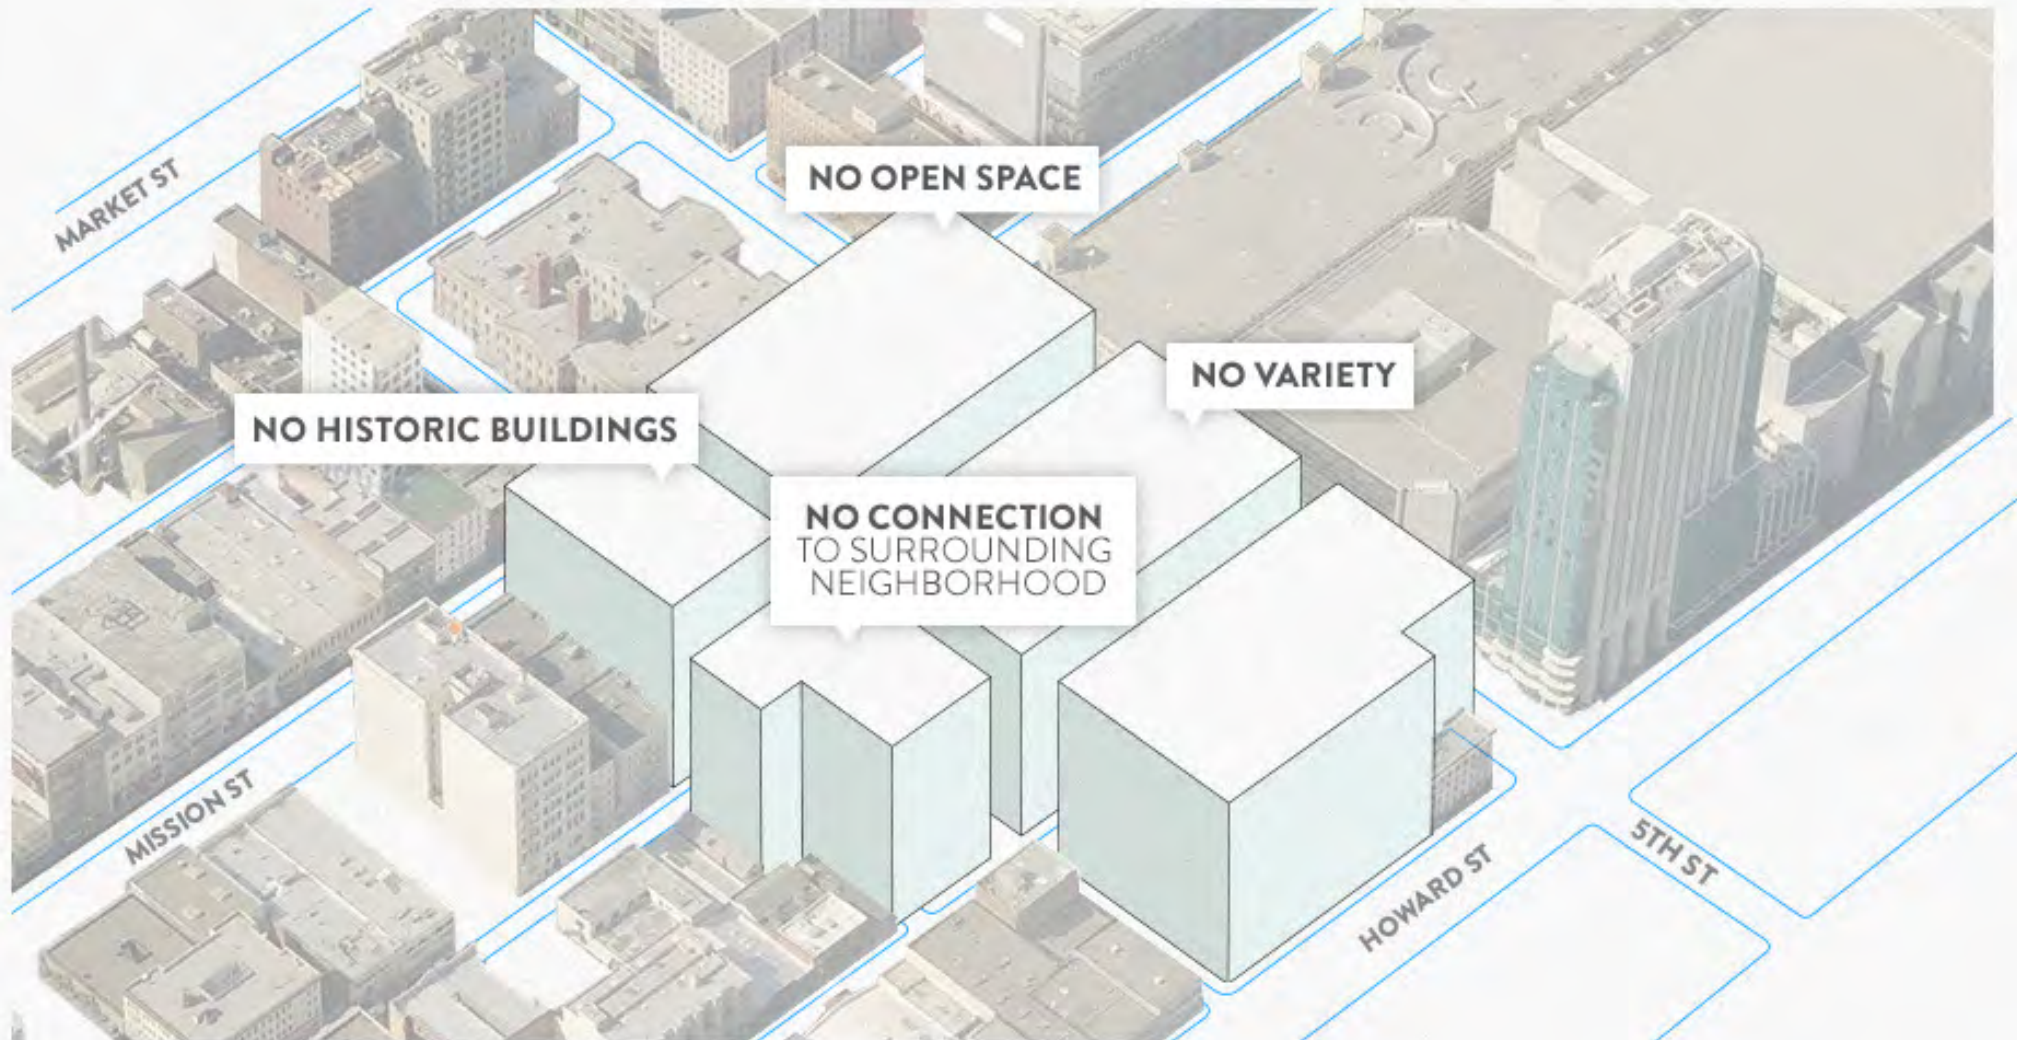 NO OPEN SPACE
MARKET ST
NO VARIETY
NO HISTORIC BUILDINGS
NO CONNECTION
TO SURROUNDING
NEIGHBORHOOD
MISSION ST
HOWARD ST
5TH ST